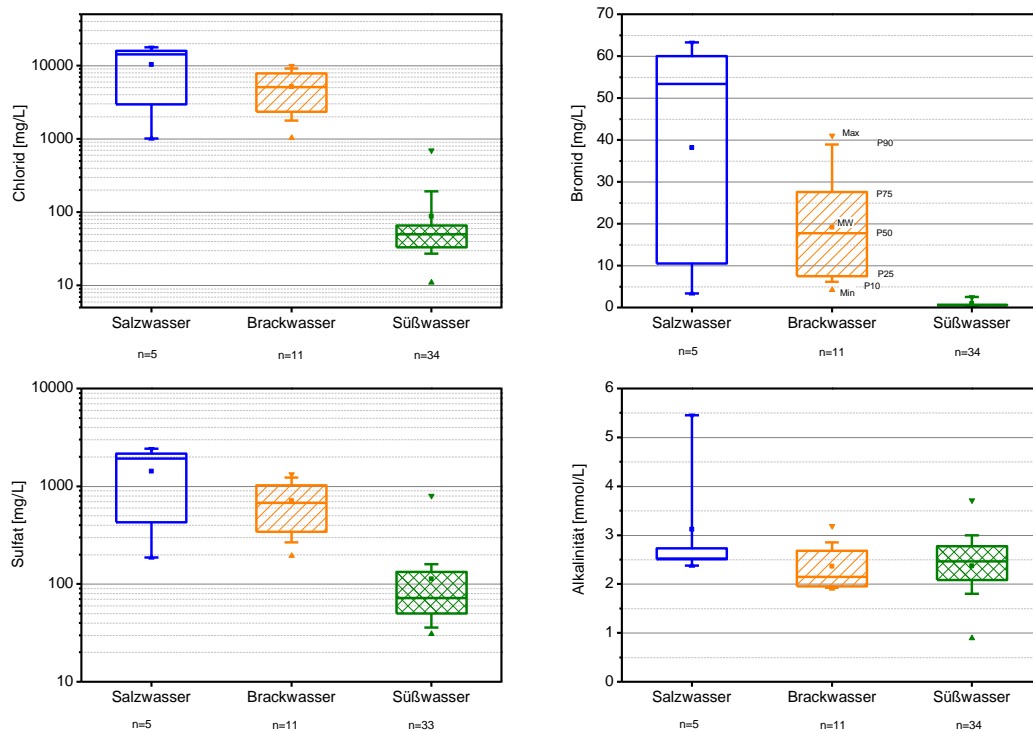 Chlorid [mg/L]
10000
1000
100
10
Salzwasser
Brackwasser
Süßwasser
n=5
n=11
n=34
Bromid [mg/L]
70
60
50
40
30
20
10
0
Max
P90
P75
MW
P50
P25
P10
Min
Salzwasser
Brackwasser
Süßwasser
n=5
n=11
n=34
Sulfat [mg/L]
10000
1000
100
10
Salzwasser
Brackwasser
Süßwasser
n=5
n=11
n=33
Alkalinität [mmol/L]
6
5
4
3
2
1
0
Salzwasser
Brackwasser
Süßwasser
n=5
n=11
n=34